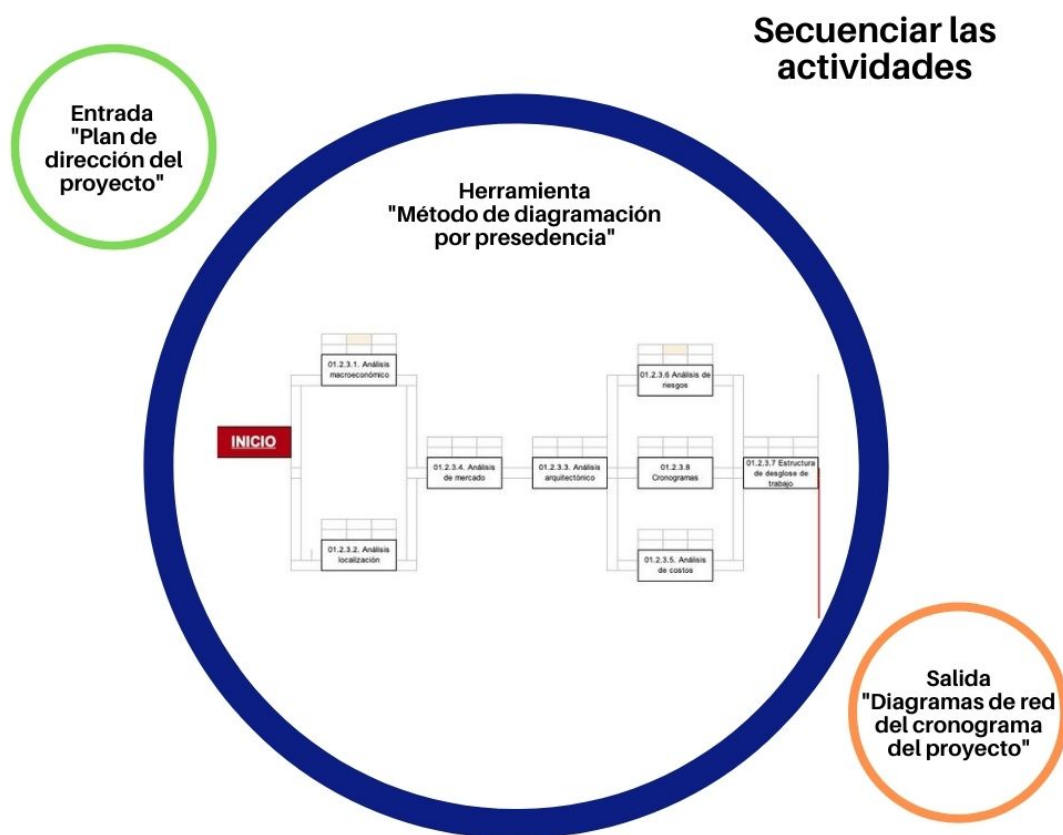 Secuenciar las
actividades
Entrada
"Plan de
dirección del
proyecto"
Herramienta
"Método de diagramación
por presedencia"
01.2.3.1. Análisis
macroeconómico
01.2.3,6 Análisis de
riesgos
INICIO
01.2.3.4. Análisis
de mercado
01.2.3.3. Análisis
arquitectónico
01.2.3.8
Cronogramas
01.2.3.7 Estructura
de desglose de
trabajo
01.2.3.2. Análisis
localización
01.2.3.5. Análisis
de costos
Salida
"Diagramas de red
del cronograma
del proyecto"